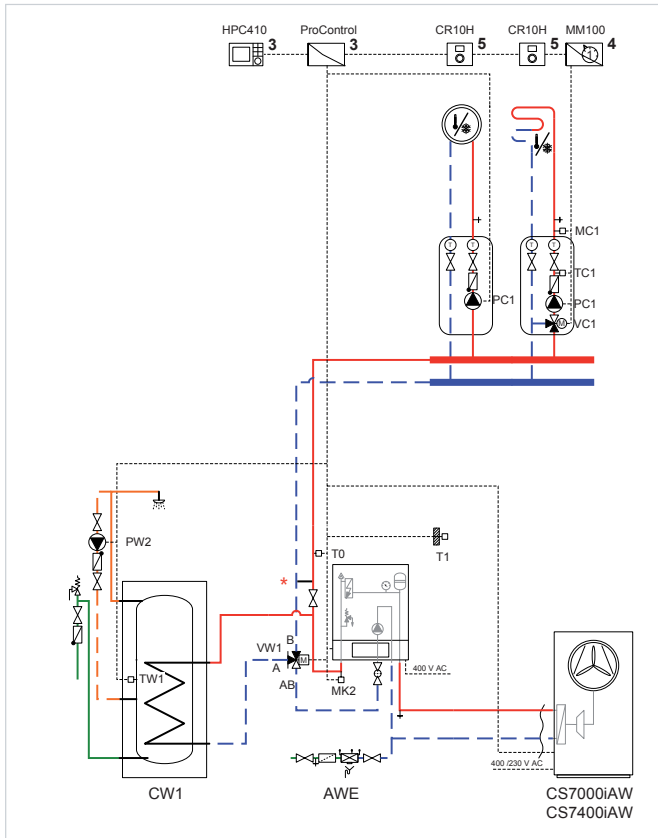 HPC410 3 ProControl 3 CR10H 5 CR10H 5 MM100 4
1
T T T T
MC1
TC1
PC1 PC1
M VC1
PW2
T0 T1
*
B
VW1 M
A
AB
400 V AC
TW1 MK2
400 /230 V AC
CW1 AWE CS7000iAW
CS7400iAW